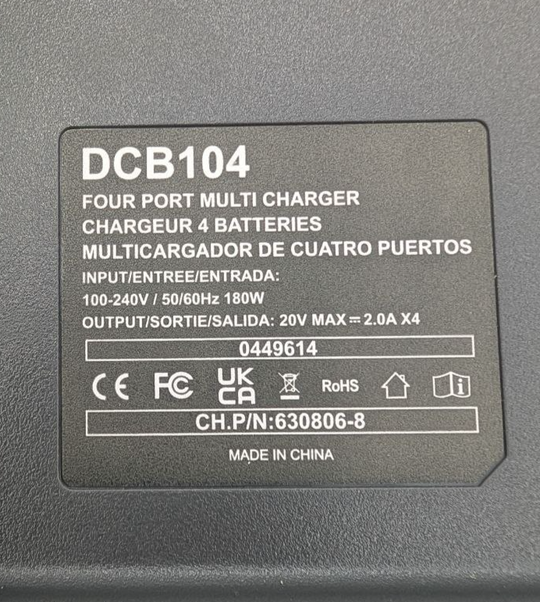 DCB104
FOUR PORT MULTI CHARGER
CHARGEUR 4 BATTERIES
MULTICARGADOR DE CUATRO PUERTOS
INPUT/ENTREE/ENTRADA:
100-240V / 50/60Hz 180W
OUTPUT/SORTIE/SALIDA: 20V MAX⎓2.0A X4
0449614
CE FC UK CA RoHS i
CH.P/N:630806-8
MADE IN CHINA